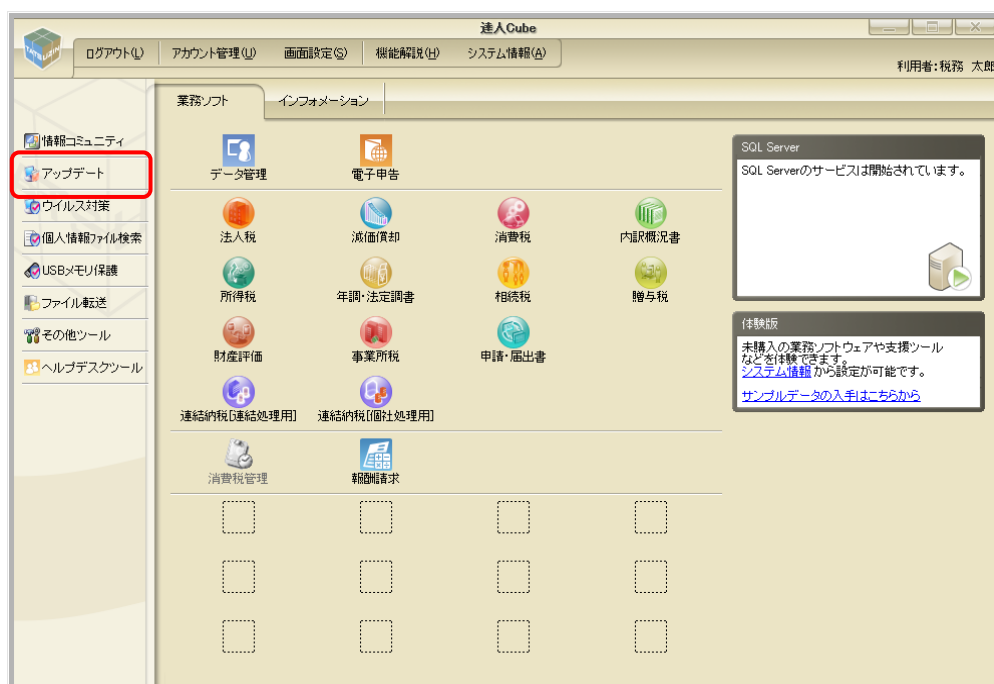 達人Cube
ログアウト(L)
アカウント管理(U)
画面設定(S)
機能解説(H)
システム情報(A)
利用者:税務 太郎
業務ソフト
インフォメーション
情報コミュニティ
アップデート
ウイルス対策
個人情報ファイル検索
USBメモリ保護
ファイル転送
その他ツール
ヘルプデスクツール
データ管理
電子申告
法人税
減価償却
消費税
内訳概況書
所得税
年調・法定調書
相続税
贈与税
財産評価
事業所税
申請・届出書
連結納税[連結処理用]
連結納税[個社処理用]
消費税管理
報酬請求
SQL Server
SQL Serverのサービスは開始されています。
体験版
未購入の業務ソフトウェアや支援ツール
などを体験できます。
システム情報 から設定が可能です。
サンプルデータの入手はこちらから